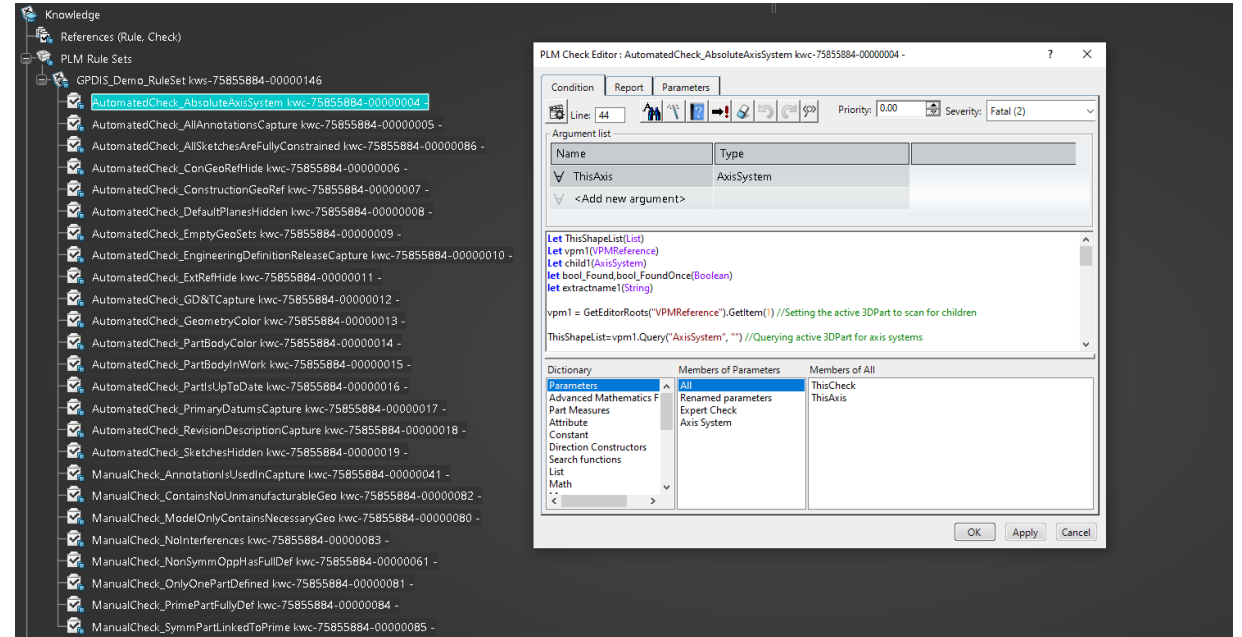 Knowledge
References (Rule, Check)
PLM Rule Sets
GPDIS_Demo_RuleSet kws-75855884-00000146
AutomatedCheck_AbsoluteAxisSystem kwc-75855884-00000004 -
AutomatedCheck_AllAnnotationsCapture kwc-75855884-00000005 -
AutomatedCheck_AllSketchesAreFullyConstrained kwc-75855884-00000086 -
AutomatedCheck_ConGeoRefHide kwc-75855884-00000006 -
AutomatedCheck_ConstructionGeoRef kwc-75855884-00000007 -
AutomatedCheck_DefaultPlanesHidden kwc-75855884-00000008 -
AutomatedCheck_EmptyGeoSets kwc-75855884-00000009 -
AutomatedCheck_EngineeringDefinitionReleaseCapture kwc-75855884-00000010 -
AutomatedCheck_ExtRefHide kwc-75855884-00000011 -
AutomatedCheck_GD&TCapture kwc-75855884-00000012 -
AutomatedCheck_GeometryColor kwc-75855884-00000013 -
AutomatedCheck_PartBodyColor kwc-75855884-00000014 -
AutomatedCheck_PartBodyInWork kwc-75855884-00000015 -
AutomatedCheck_PartIsUpToDate kwc-75855884-00000016 -
AutomatedCheck_PrimaryDatumsCapture kwc-75855884-00000017 -
AutomatedCheck_RevisionDescriptionCapture kwc-75855884-00000018 -
AutomatedCheck_SketchesHidden kwc-75855884-00000019 -
ManualCheck_AnnotationIsUsedInCapture kwc-75855884-00000041 -
ManualCheck_ContainsNoUnmanufacturableGeo kwc-75855884-00000082 -
ManualCheck_ModelOnlyContainsNecessaryGeo kwc-75855884-00000080 -
ManualCheck_NoInterferences kwc-75855884-00000083 -
ManualCheck_NonSymmOppHasFullDef kwc-75855884-00000061 -
ManualCheck_OnlyOnePartDefined kwc-75855884-00000081 -
ManualCheck_PrimePartFullyDef kwc-75855884-00000084 -
ManualCheck_SymmPartLinkedToPrime kwc-75855884-00000085 -
PLM Check Editor : AutomatedCheck_AbsoluteAxisSystem kwc-75855884-00000004 -
Condition Report Parameters
Line: 44 Priority: 0.00 Severity: Fatal (2)
Argument list
Name Type
∀ ThisAxis AxisSystem
∀ <Add new argument>
Let ThisShapeList(List)
Let vpm1(VPMReference)
Let child1(AxisSystem)
let bool_Found,bool_FoundOnce(Boolean)
let extractname1(String)
vpm1 = GetEditorRoots("VPMReference").GetItem(1) //Setting the active 3DPart to scan for children
ThisShapeList=vpm1.Query("AxisSystem", "") //Querying active 3DPart for axis systems
Dictionary Members of Parameters Members of All
Parameters All ThisCheck
Advanced Mathematics F Renamed parameters ThisAxis
Part Measures Expert Check
Attribute Axis System
Constant
Direction Constructors
Search functions
List
Math
OK Apply Cancel